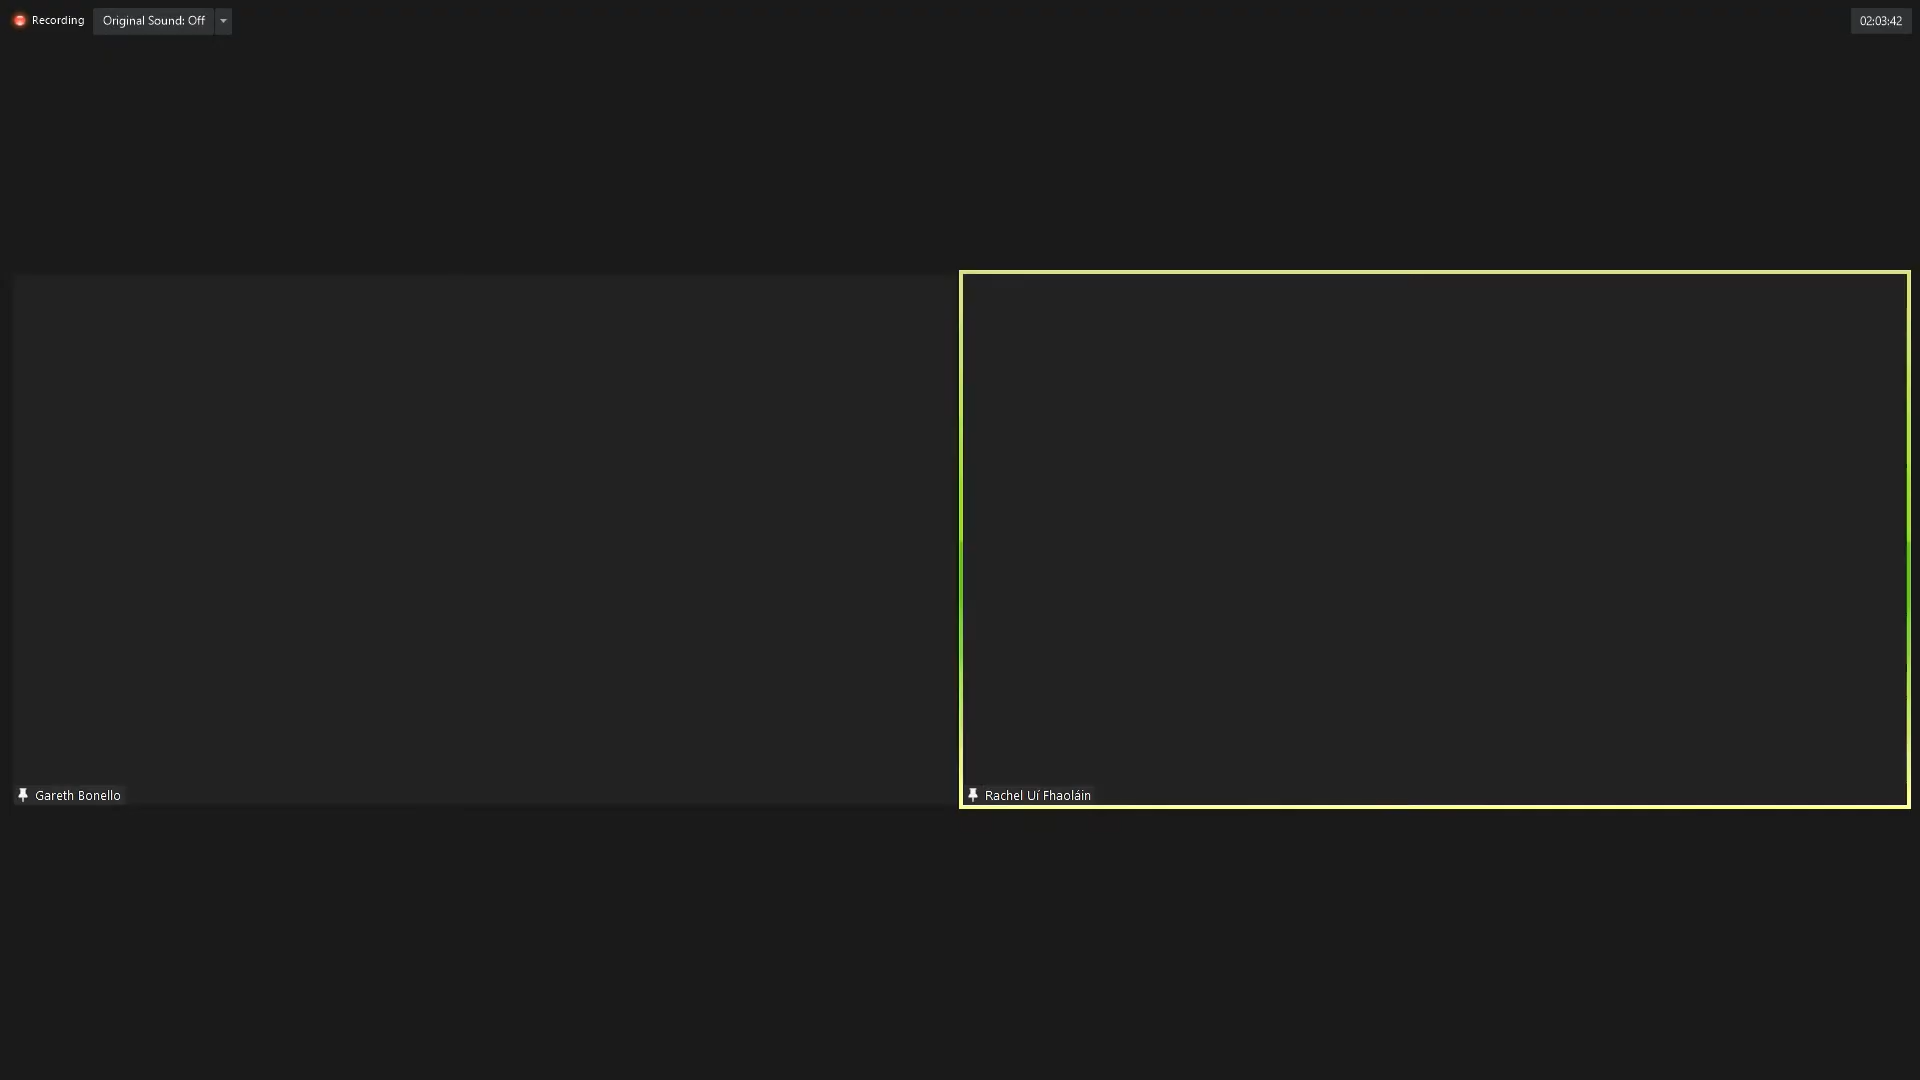 Recording
Original Sound: Off
02:03:42
Gareth Bonello
Rachel Uí Fhaoláin